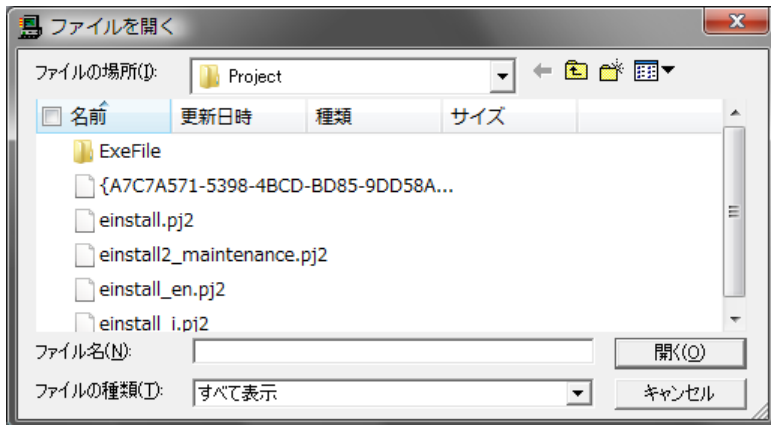 ファイルを開く
ファイルの場所(I): Project
名前 更新日時 種類 サイズ
ExeFile
{A7C7A571-5398-4BCD-BD85-9DD58A...
einstall.pj2
einstall2_maintenance.pj2
einstall_en.pj2
einstall_j.pj2
ファイル名(N): 開く(O)
ファイルの種類(T): すべて表示 キャンセル